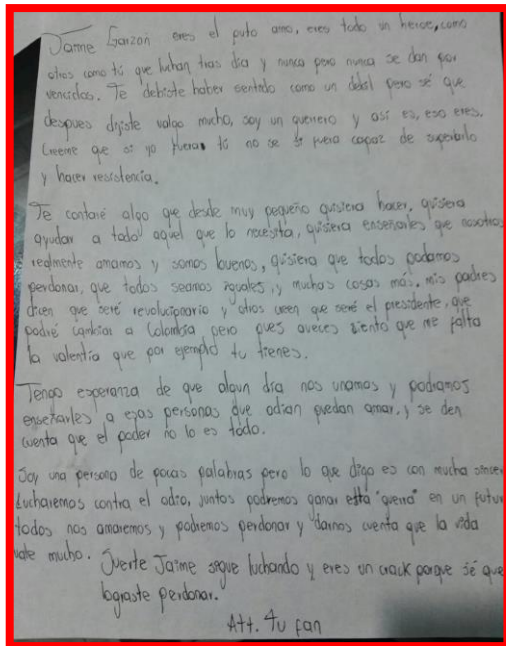 Jaime Garzón eres el puto amo, eres todo un heroe, como
otros como tú que luhan tras día y nunca pero nunca se dan por
vencidos. Te debiste haber sentido como un debil pero sé que
despues dijiste valgo mucho, soy un guerrero y así es, eso eres.
Creeme que si yo fuera tú no se si fuera capaz de superarlo
y hacer resistencia.
Te contaré algo que desde muy pequeño quisiera hacer, quisiera
ayudar a todo aquel que lo necesita, quisiera enseñarles que nosotros
realmente amamos y somos buenos, quisiera que todos podamos
perdonar, que todos seamos iguales, y muchas cosas más, mis padres
dicen que seré revolucionario y otros creen que seré el presidente, que
podré cambiar a Colombia pero pues aveces siento que me falta
la valentía que por ejemplo tu tienes.
Tengo esperanza de que algun día nos unamos y podramos
enseñarles a esas personas que odian puedan amar, y se den
cuenta que el poder no lo es todo.
Soy una persona de pocas palabras pero lo que digo es con mucha sincer
Lucharemos contra el odio, juntos podremos ganar esta "guerra" en un futur
todos nos amaremos y podremos perdonar y darnos cuenta que la vida
vale mucho. Suerte Jaime segue luchando y eres un crack porque sé que
lograste perdonar.
Att. Tu fan